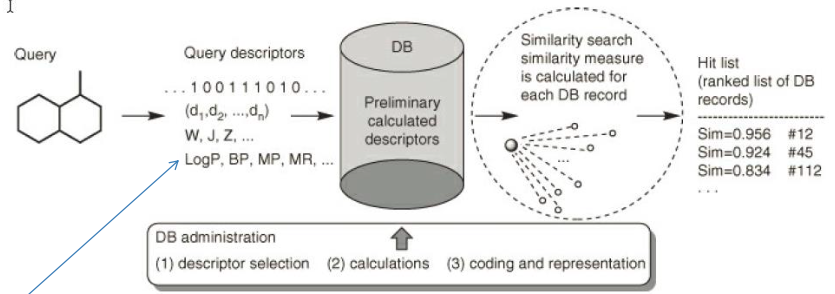 I
Query
Query descriptors
. . . 1 0 0 1 1 1 0 1 0 . . .
(d1,d2, ...,dn)
W, J, Z, ...
LogP, BP, MP, MR, ...
DB
Preliminary
calculated
descriptors
Similarity search
similarity measure
is calculated for
each DB record
...
Hit list
(ranked list of DB
records)
Sim=0.956 #12
Sim=0.924 #45
Sim=0.834 #112
. . .
DB administration
(1) descriptor selection (2) calculations (3) coding and representation